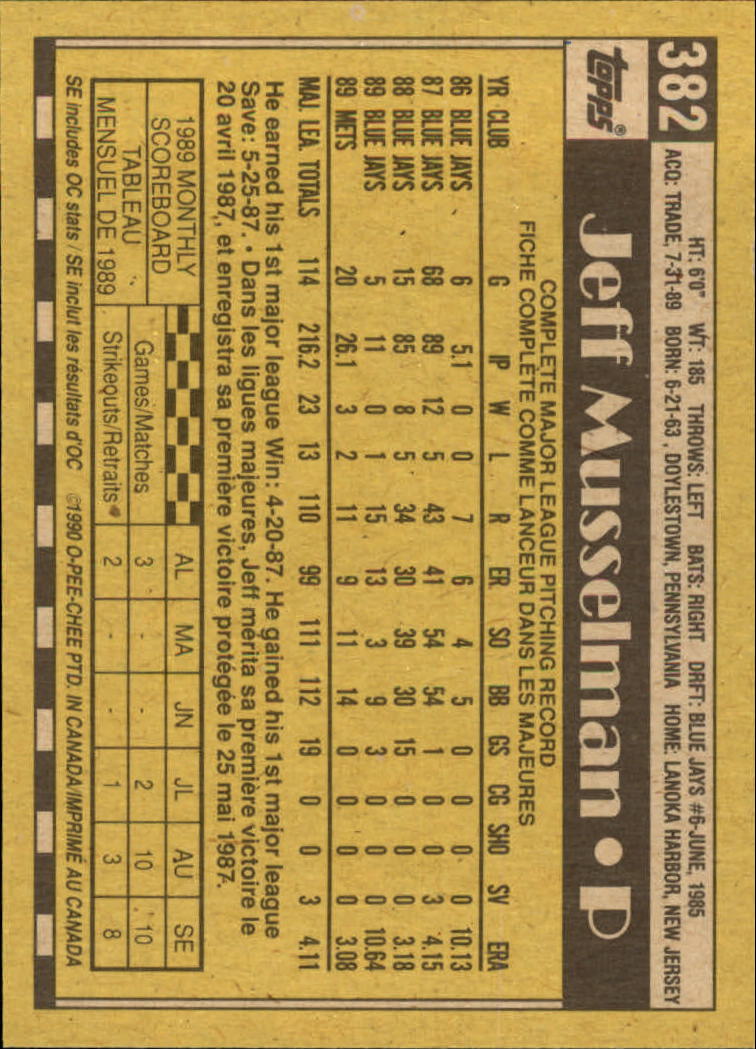 382
HT: 6'0" WT: 185 THROWS: LEFT BATS: RIGHT DRFT: BLUE JAYS #6-JUNE, 1985
ACQ: TRADE, 7-31-89 BORN: 6-21-63, DOYLESTOWN, PENNSYLVANIA HOME: LANOKA HARBOR, NEW JERSEY
topps® Jeff Musselman • P
COMPLETE MAJOR LEAGUE PITCHING RECORD
FICHE COMPLÈTE COMME LANCEUR DANS LES MAJEURES
YR CLUB G IP W L R ER SO BB GS CG SHO SV ERA
86 BLUE JAYS 6 5.1 0 0 7 6 4 5 0 0 0 0 10.13
87 BLUE JAYS 68 89 12 5 43 41 54 54 1 0 0 3 4.15
88 BLUE JAYS 15 85 8 5 34 30 39 30 15 0 0 0 3.18
89 BLUE JAYS 5 11 0 1 15 13 3 9 3 0 0 0 10.64
89 METS 20 26.1 3 2 11 9 11 14 0 0 0 0 3.08
MAJ. LEA. TOTALS 114 216.2 23 13 110 99 111 112 19 0 0 3 4.11
He earned his 1st major league Win: 4-20-87. He gained his 1st major league
Save: 5-25-87. • Dans les ligues majeures, Jeff mérita sa première victoire le
20 avril 1987, et enregistra sa première victoire protégée le 25 mai 1987.
1989 MONTHLY
SCOREBOARD
TABLEAU
MENSUEL DE 1989
AL MA JN JL AU SE
Games/Matches 3 - - 2 10 10
Strikeouts/Retraits 2 - - 1 3 8
SE includes OC stats / SE inclut les résultats d'OC ©1990 O-PEE-CHEE PTD. IN CANADA/IMPRIMÉ AU CANADA